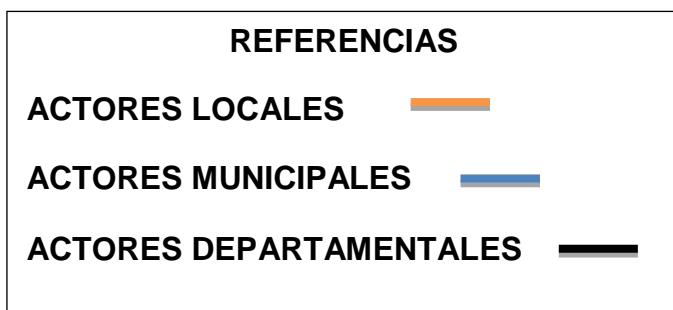 REFERENCIAS
ACTORES LOCALES
ACTORES MUNICIPALES
ACTORES DEPARTAMENTALES